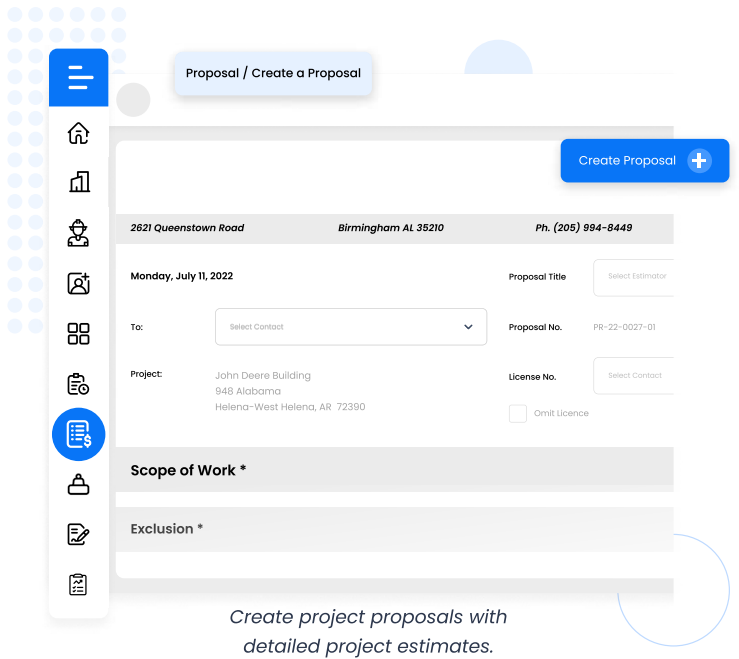 Proposal / Create a Proposal
Create Proposal
2621 Queenstown Road Birmingham AL 35210 Ph. (205) 994-8449
Monday, July 11, 2022
Proposal Title Select Estimator
To: Select Contact
Proposal No. PR-22-0027-01
Project: John Deere Building
948 Alabama
Helena-West Helena, AR 72390
License No. Select Contact
Omit Licence
Scope of Work *
Exclusion *
Create project proposals with
detailed project estimates.